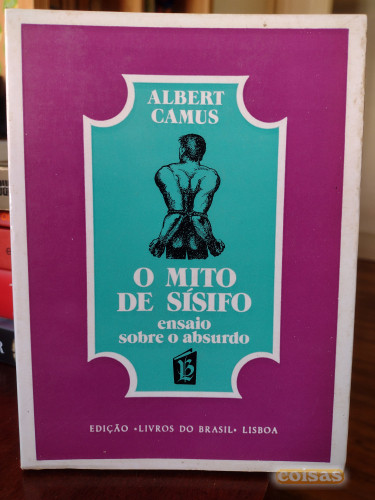 ALBERT
CAMUS
O MITO
DE SÍSIFO
ensaio
sobre o absurdo
EDIÇÃO •LIVROS DO BRASIL• LISBOA
coisas